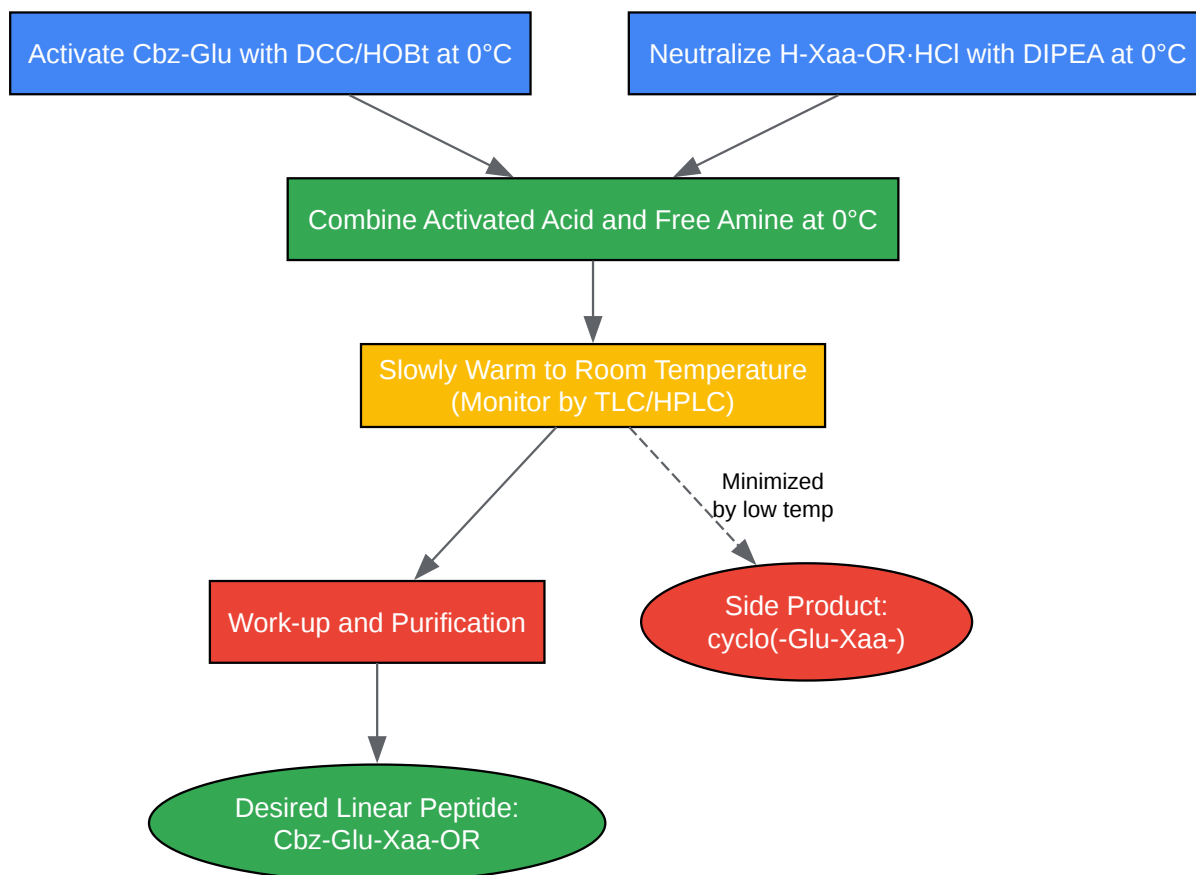 Activate Cbz-Glu with DCC/HOBt at 0°C
Neutralize H-Xaa-OR·HCl with DIPEA at 0°C
Combine Activated Acid and Free Amine at 0°C
Slowly Warm to Room Temperature
(Monitor by TLC/HPLC)
Minimized
by low temp
Work-up and Purification
Side Product:
cyclo(-Glu-Xaa-)
Desired Linear Peptide:
Cbz-Glu-Xaa-OR